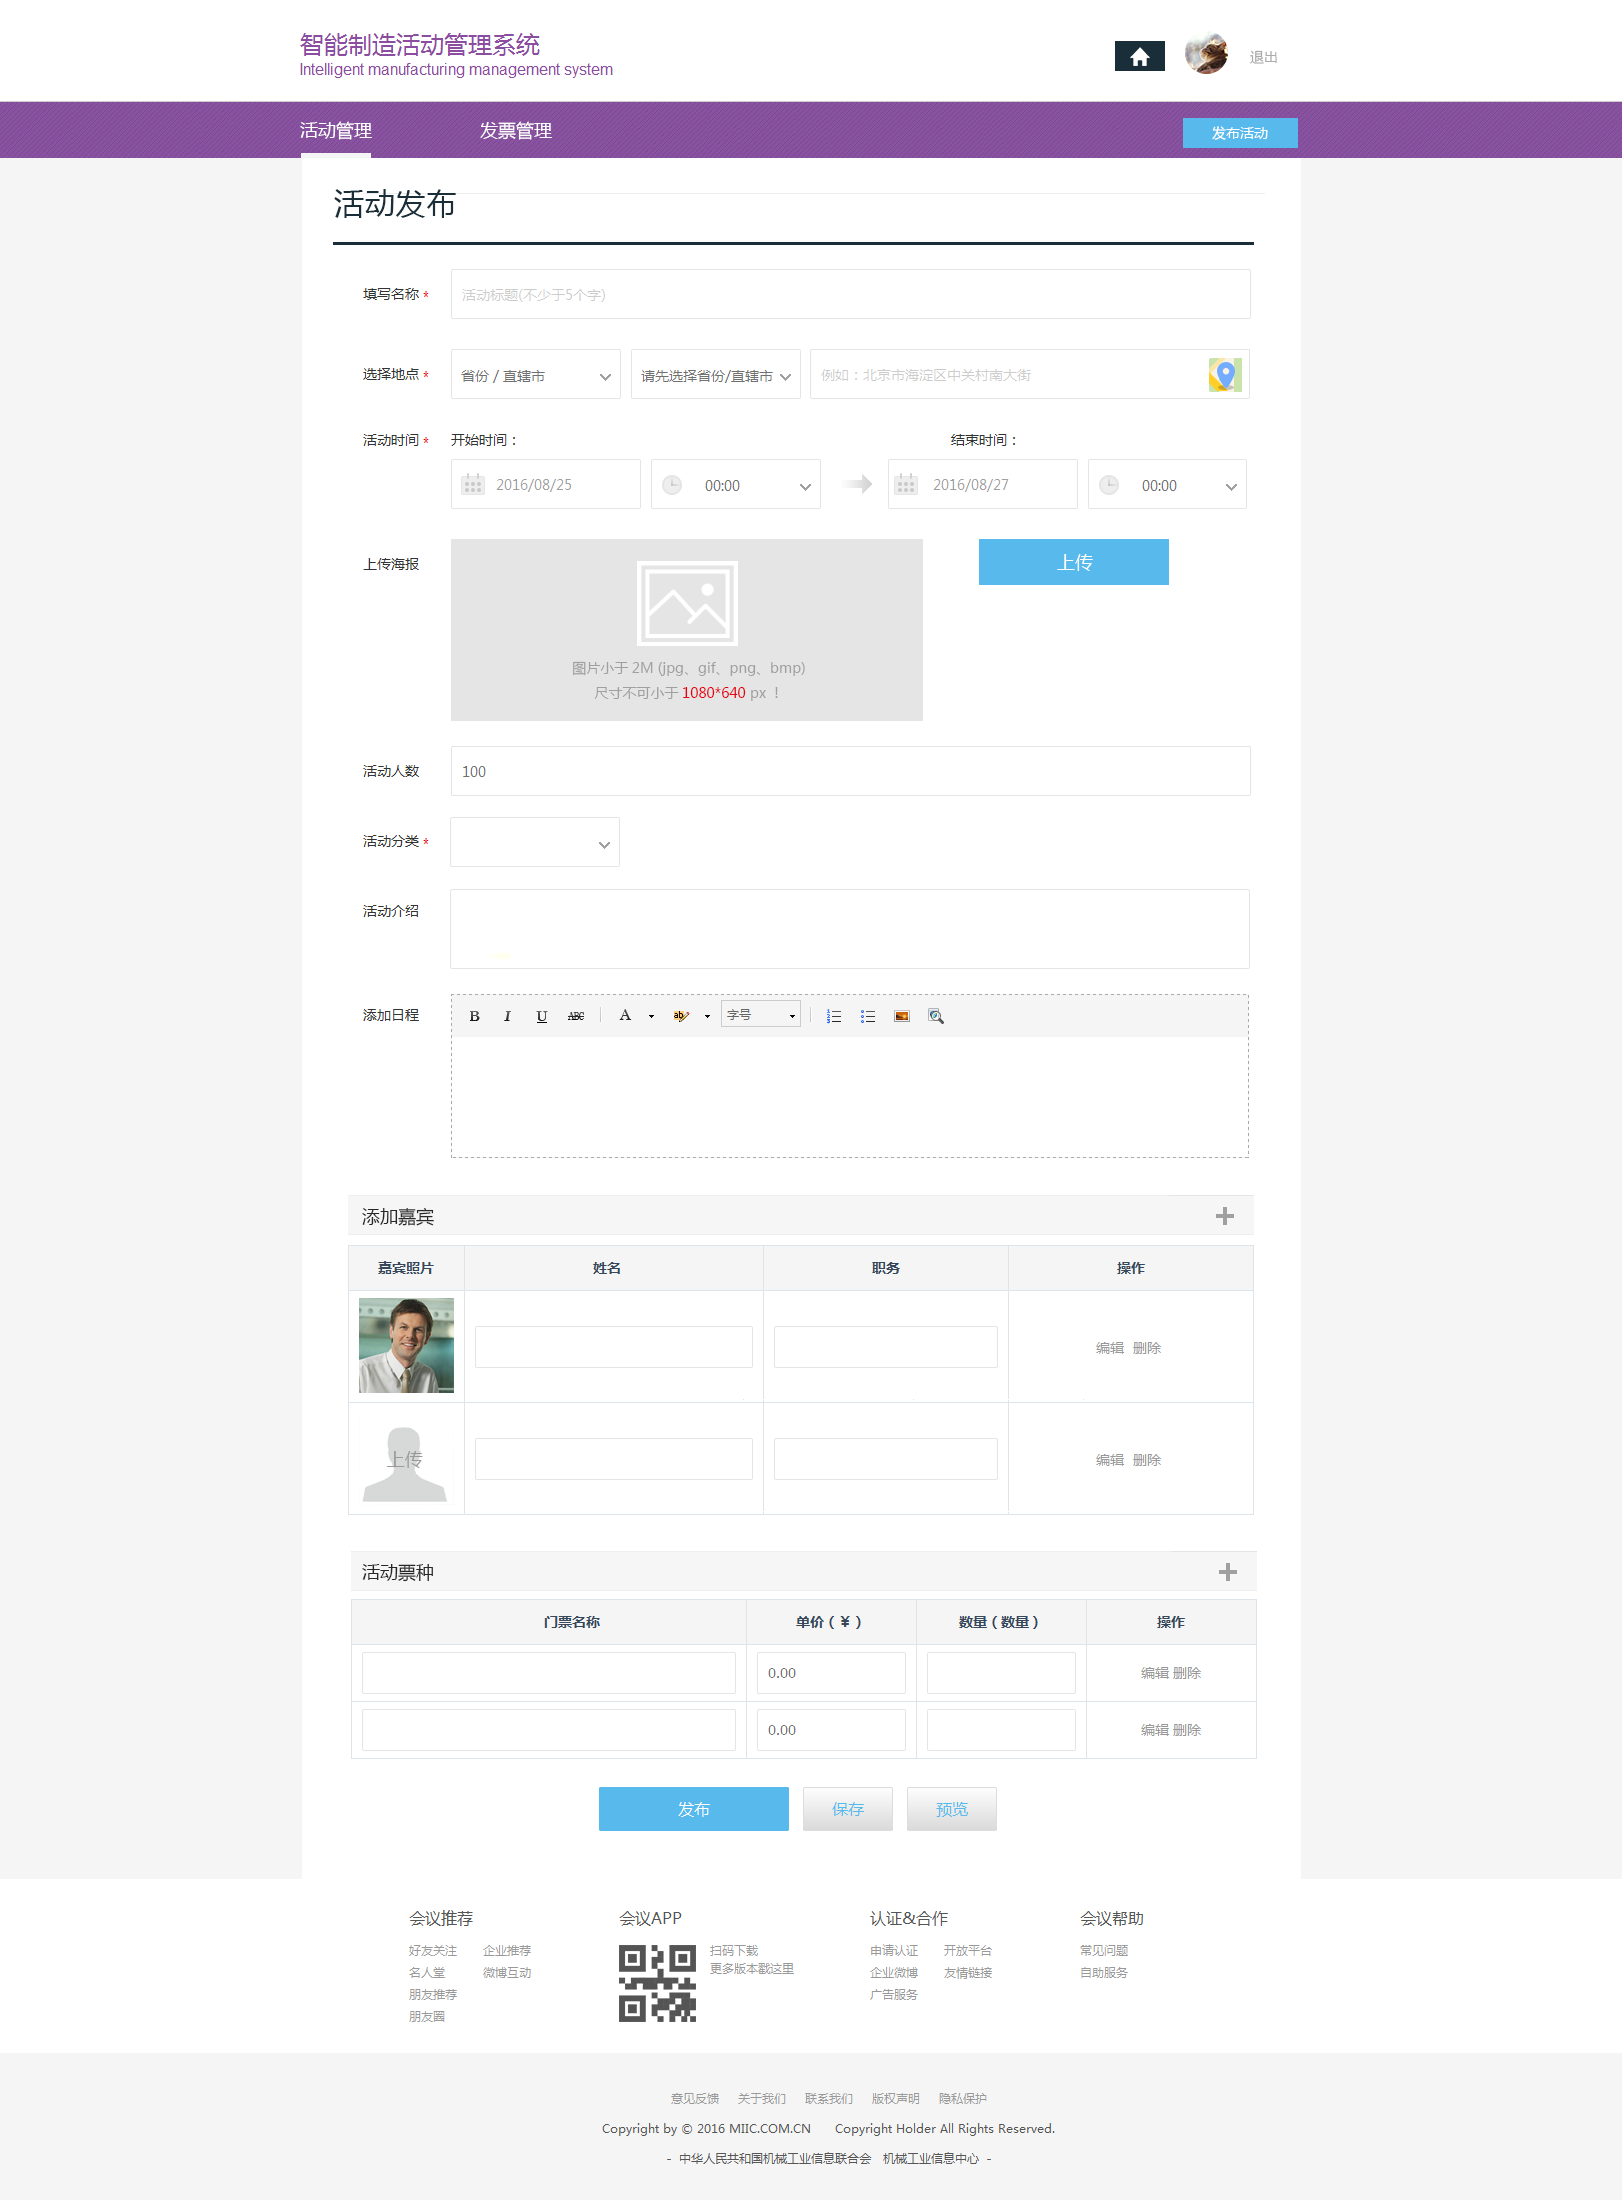 智能制造活动管理系统
Intelligent manufacturing management system
退出
活动管理 发票管理 发布活动
活动发布
填写名称 * 活动标题(不少于5个字)
选择地点 * 省份 / 直辖市 请先选择省份/直辖市 例如：北京市海淀区中关村南大街
活动时间 * 开始时间： 结束时间：
2016/08/25 00:00 2016/08/27 00:00
上传海报 上传
图片小于 2M (jpg、gif、png、bmp)
尺寸不可小于 1080*640 px ！
活动人数 100
活动分类 *
活动介绍
添加日程 B I U ABC A ab 字号
添加嘉宾
嘉宾照片 姓名 职务 操作
编辑 删除
上传 编辑 删除
活动票种
门票名称 单价（￥） 数量（数量） 操作
0.00 编辑 删除
0.00 编辑 删除
发布 保存 预览
会议推荐 会议APP 认证&合作 会议帮助
好友关注 企业推荐 扫码下载 申请认证 开放平台 常见问题
更多版本戳这里
名人堂 微博互动 企业微博 友情链接 自助服务
朋友推荐 广告服务
朋友圈
意见反馈 关于我们 联系我们 版权声明 隐私保护
Copyright by © 2016 MIIC.COM.CN Copyright Holder All Rights Reserved.
- 中华人民共和国机械工业信息联合会 机械工业信息中心 -